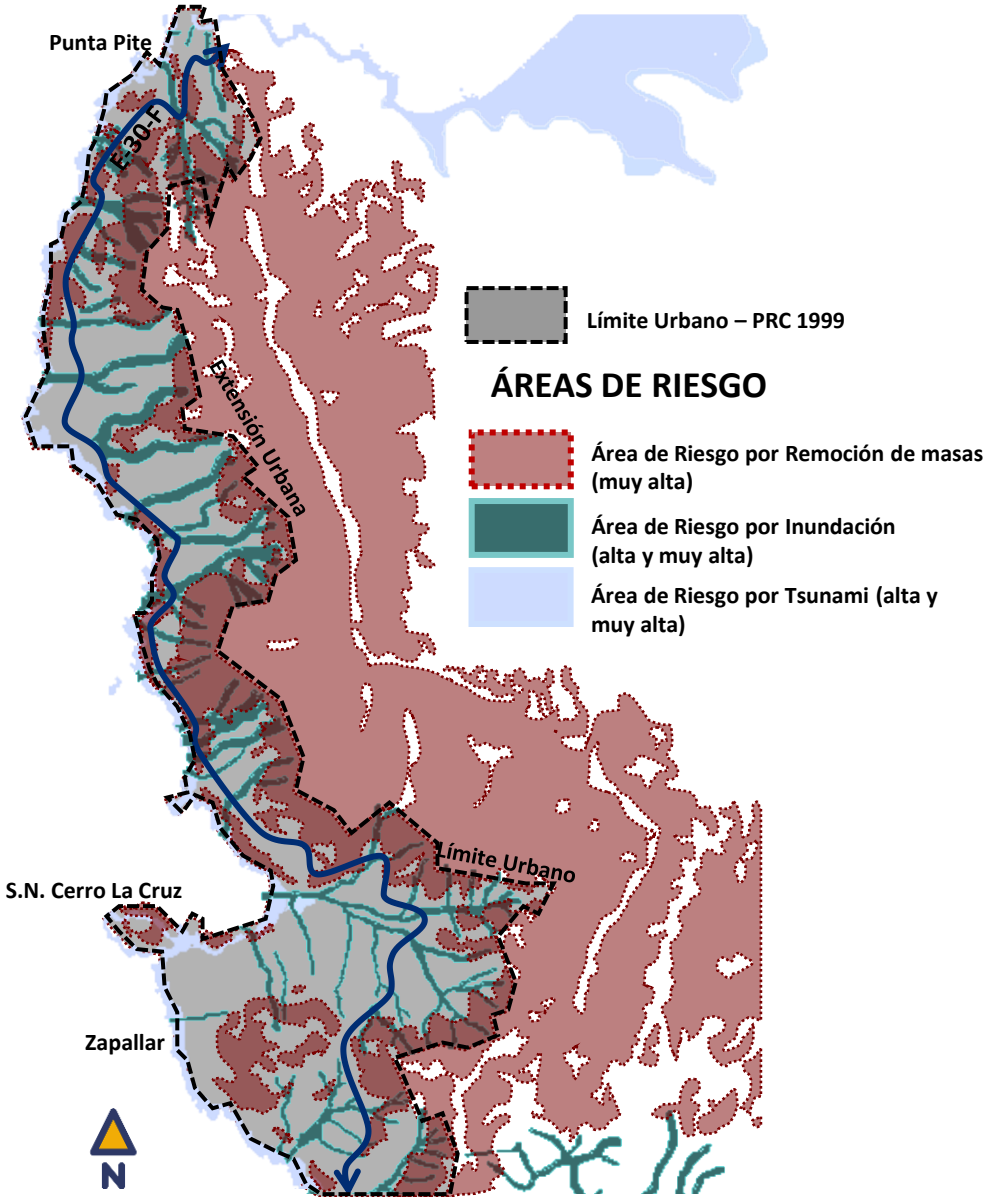 Punta Pite
E-30-F
Límite Urbano – PRC 1999
Extensión Urbana
ÁREAS DE RIESGO
Área de Riesgo por Remoción de masas
(muy alta)
Área de Riesgo por Inundación
(alta y muy alta)
Área de Riesgo por Tsunami (alta y
muy alta)
Límite Urbano
S.N. Cerro La Cruz
Zapallar
N